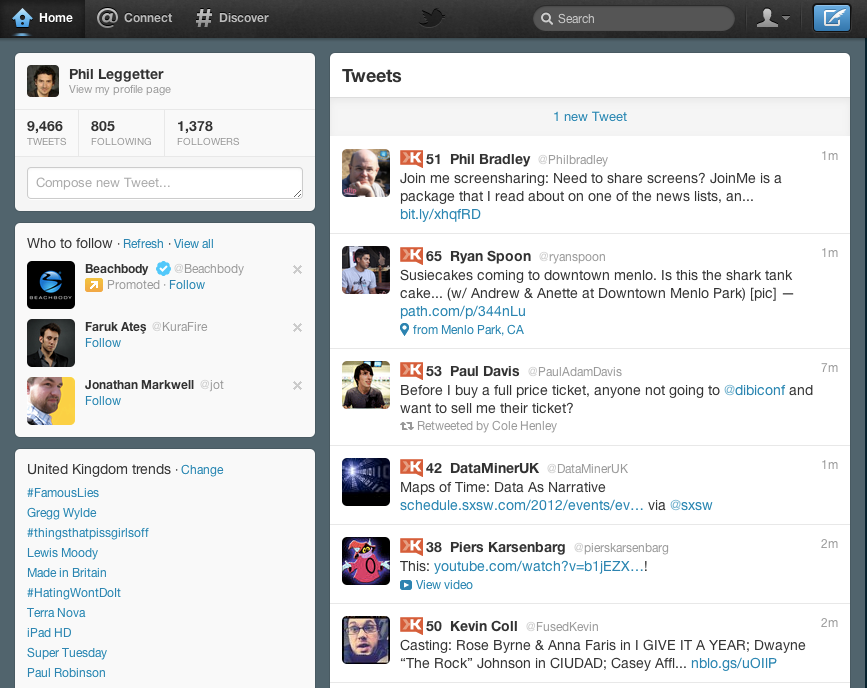 Home
Connect
Discover
Search
Phil Leggetter
View my profile page
9,466
TWEETS
805
FOLLOWING
1,378
FOLLOWERS
Compose new Tweet...
Who to follow · Refresh · View all
BEACHBODY
Beachbody @Beachbody
Promoted · Follow
Faruk Ateş @KuraFire
Follow
Jonathan Markwell @jot
Follow
United Kingdom trends · Change
#FamousLies
Gregg Wylde
#thingsthatpissgirlsoff
Lewis Moody
Made in Britain
#HatingWontDoIt
Terra Nova
iPad HD
Super Tuesday
Paul Robinson
Tweets
1 new Tweet
K 51 Phil Bradley @Philbradley 1m
Join me screensharing: Need to share screens? JoinMe is a
package that I read about on one of the news lists, an...
bit.ly/xhqfRD
K 65 Ryan Spoon @ryanspoon 1m
Susiecakes coming to downtown menlo. Is this the shark tank
cake... (w/ Andrew & Anette at Downtown Menlo Park) [pic] —
path.com/p/344nLu
from Menlo Park, CA
K 53 Paul Davis @PaulAdamDavis 7m
Before I buy a full price ticket, anyone not going to @dibiconf and
want to sell me their ticket?
Retweeted by Cole Henley
K 42 DataMinerUK @DataMinerUK 1m
Maps of Time: Data As Narrative
schedule.sxsw.com/2012/events/ev… via @sxsw
K 38 Piers Karsenbarg @pierskarsenbarg 2m
This: youtube.com/watch?v=b1jEZX…!
View video
K 50 Kevin Coll @FusedKevin 2m
Casting: Rose Byrne & Anna Faris in I GIVE IT A YEAR; Dwayne
“The Rock” Johnson in CIUDAD; Casey Affl... nblo.gs/uOIlP